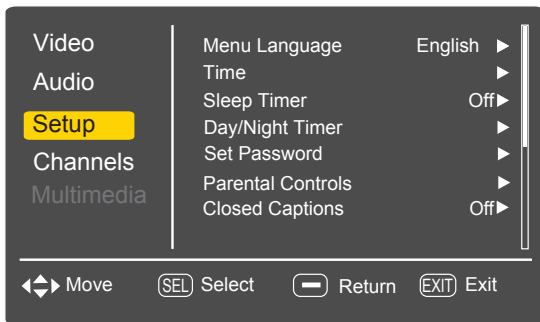 Video
Audio
Setup
Channels
Multimedia
Menu Language English
Time
Sleep Timer Off
Day/Night Timer
Set Password
Parental Controls
Closed Captions Off
Move SEL Select Return EXIT Exit